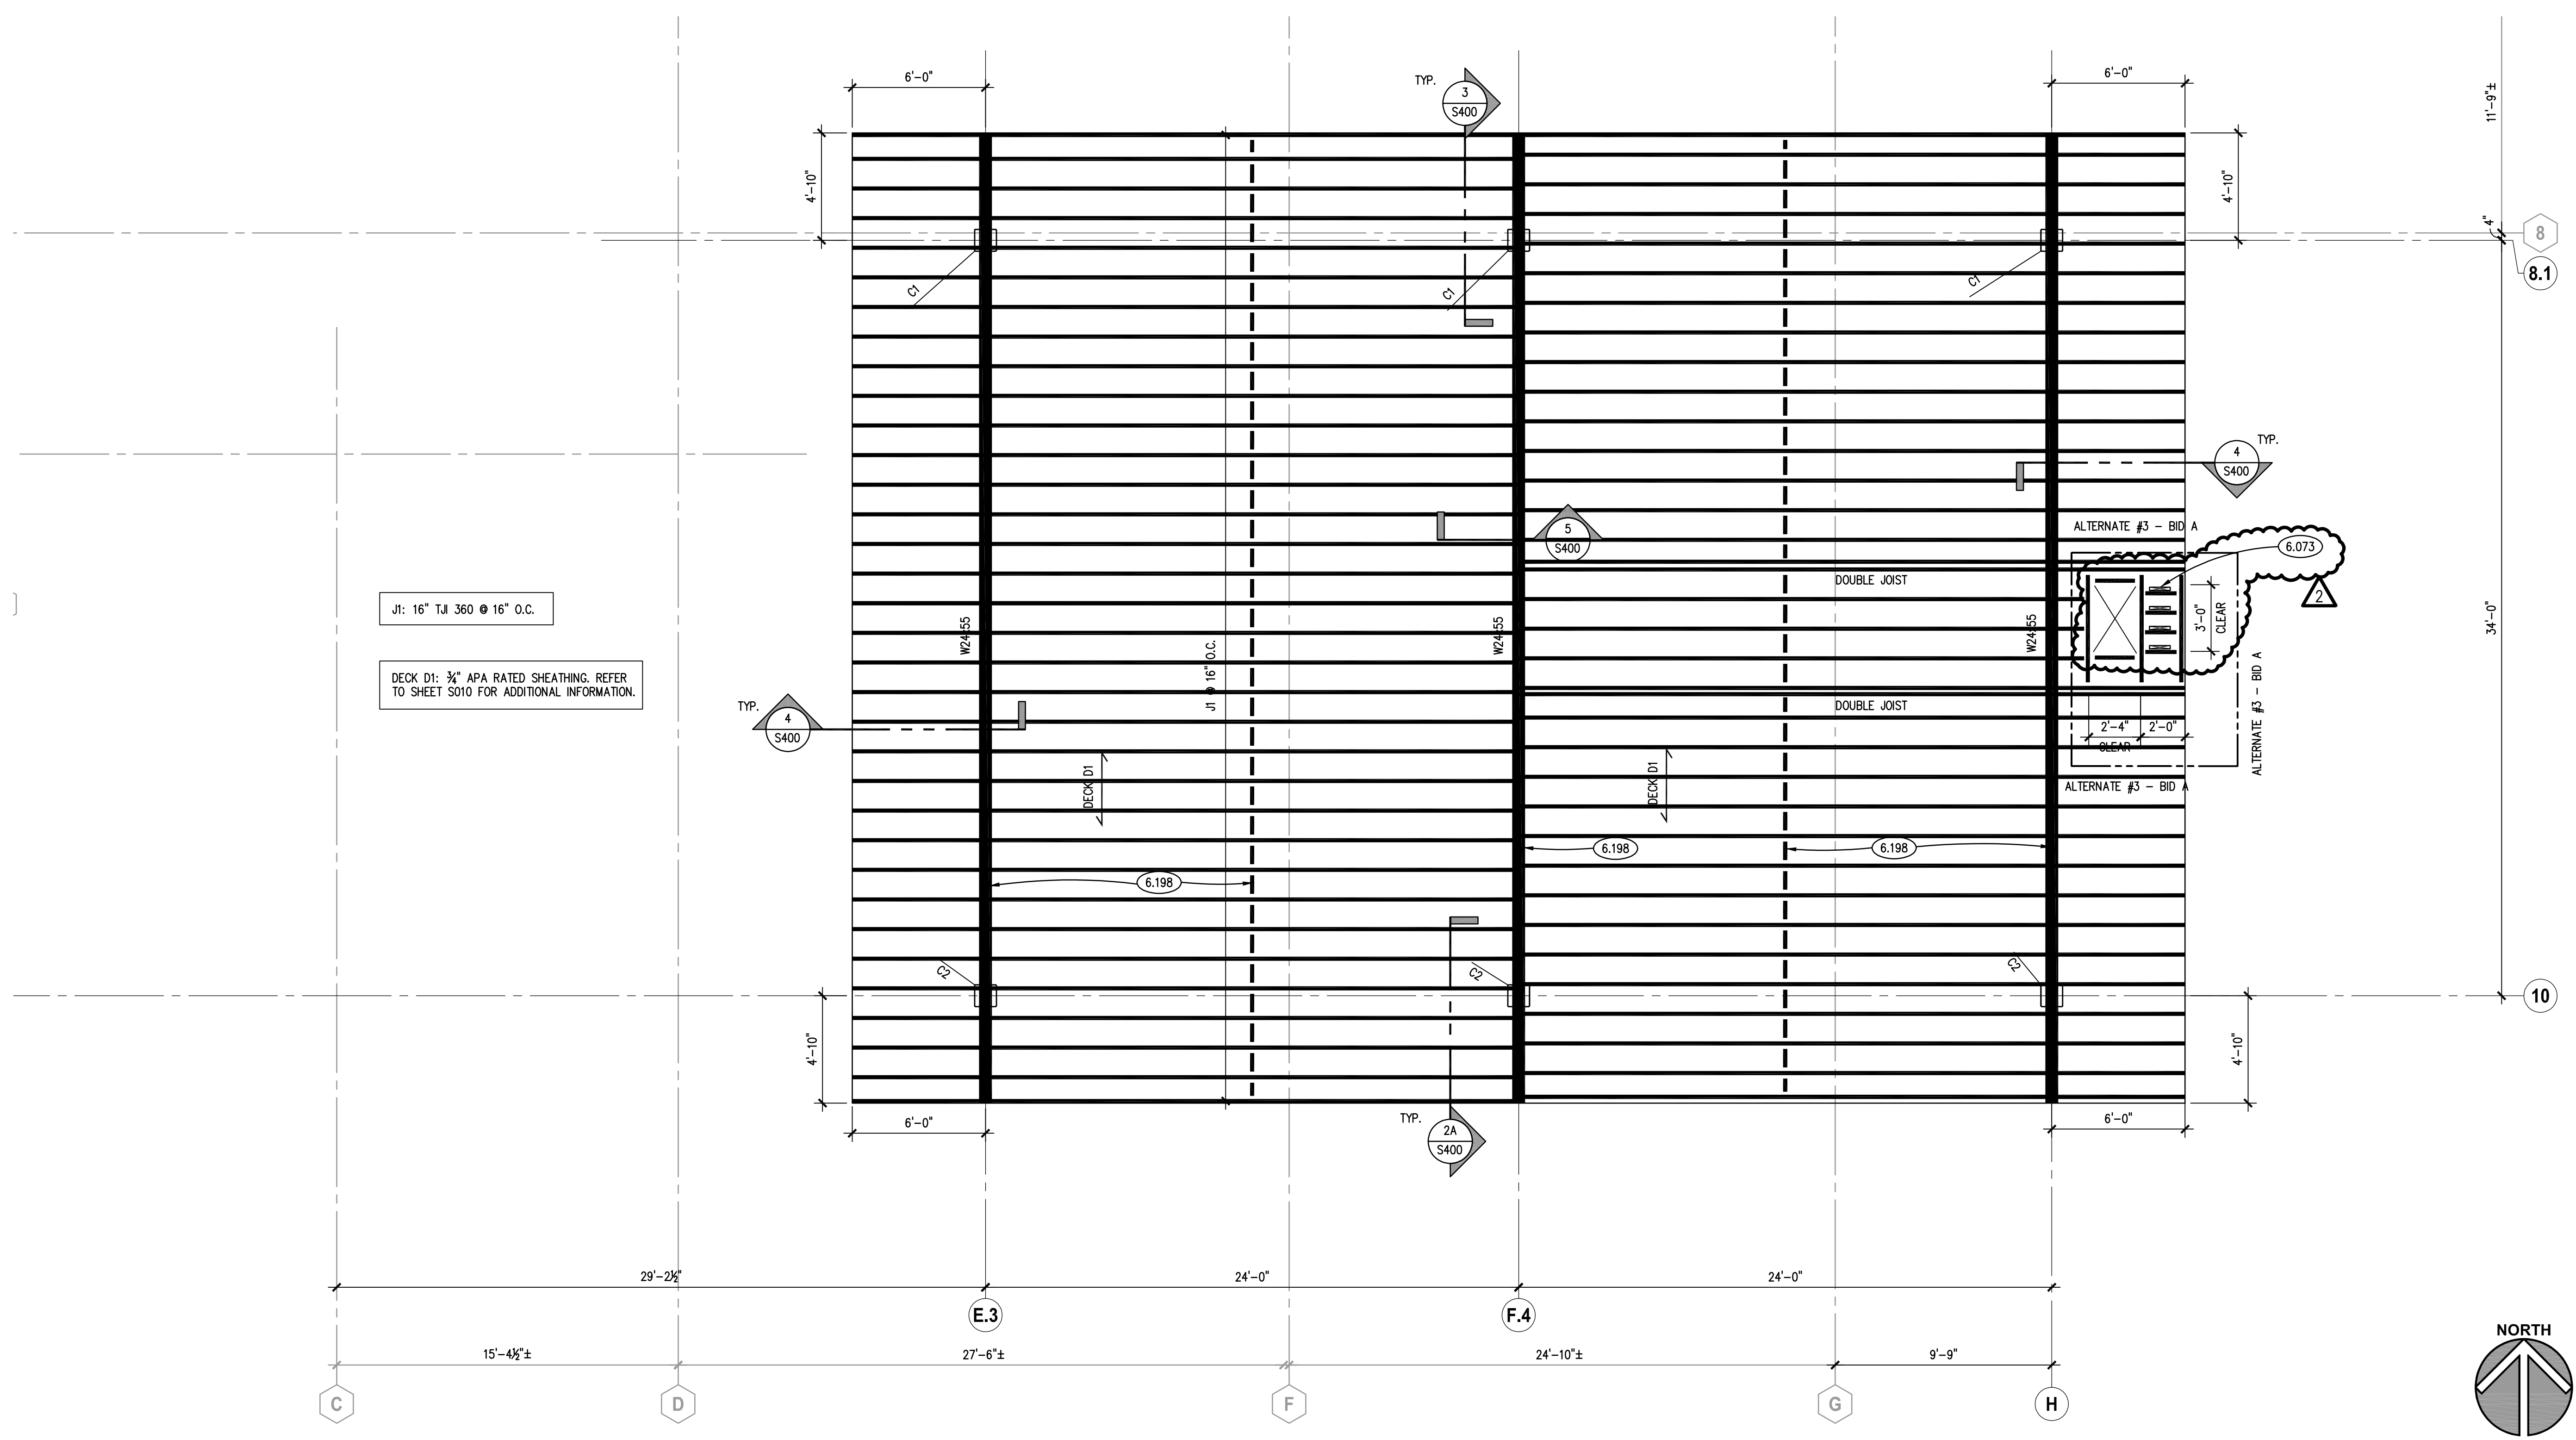 6'-0"
TYP.
3
S400
6'-0"
11'-9"±
4'-10"
4'-10"
4"
8
8.1
C1
C1
C1
TYP.
4
S400
5
S400
ALTERNATE #3 - BID A
6.073
2
DOUBLE JOIST
J1: 16" TJI 360 @ 16" O.C.
3'-0"
CLEAR
34'-0"
W24x55
W24x55
W24x55
J1 @ 16" O.C.
DECK D1: ¾" APA RATED SHEATHING. REFER
TO SHEET S010 FOR ADDITIONAL INFORMATION.
ALTERNATE #3 - BID A
TYP.
4
S400
DOUBLE JOIST
2'-4"
2'-0"
CLEAR
DECK D1
DECK D1
ALTERNATE #3 - BID A
6.198
6.198
6.198
C2
C2
C2
10
4'-10"
4'-10"
6'-0"
TYP.
2A
S400
6'-0"
29'-2½"
24'-0"
24'-0"
E.3
F.4
NORTH
15'-4½"±
27'-6"±
24'-10"±
9'-9"
C
D
F
G
H